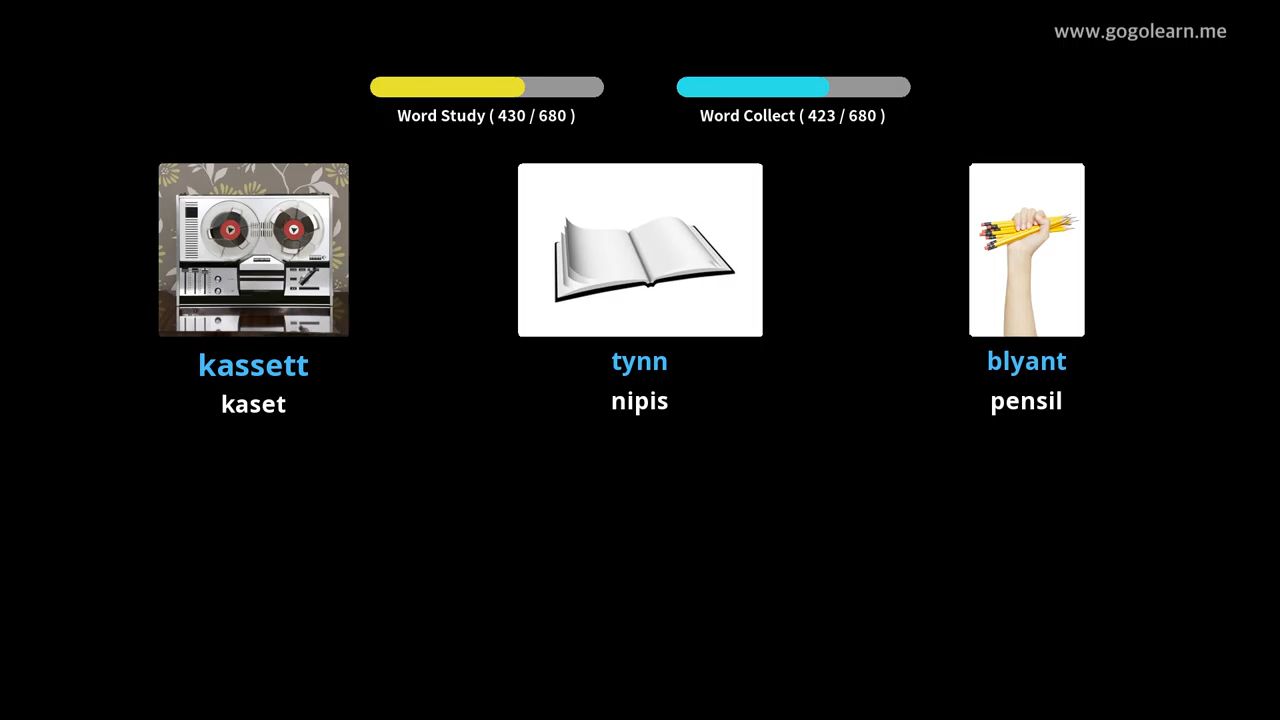 www.gogolearn.me
Word Study ( 430 / 680 )
Word Collect ( 423 / 680 )
kassett
kaset
tynn
nipis
blyant
pensil